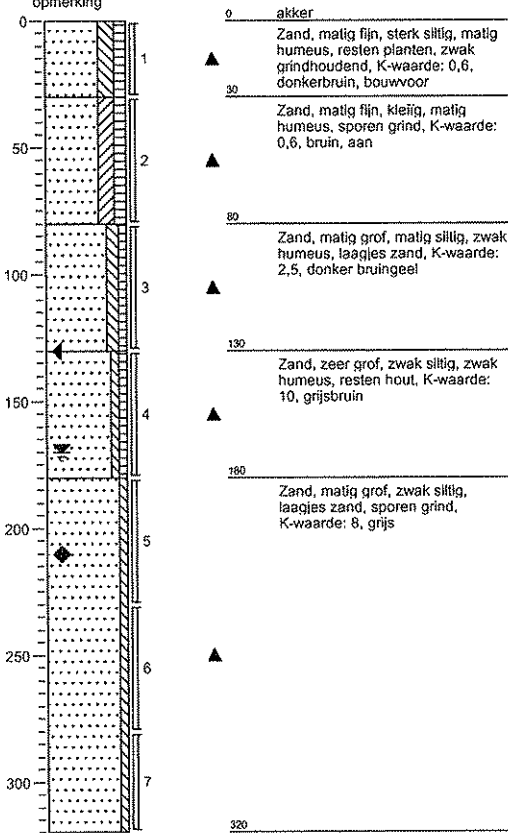 opmerking
0
50
100
150
200
250
300
1
2
3
4
5
6
7
0 akker
Zand, matig fijn, sterk siltig, matig
humeus, resten planten, zwak
grindhoudend, K-waarde: 0,6,
donkerbruin, bouwvoor
30
Zand, matig fijn, kleiïg, matig
humeus, sporen grind, K-waarde:
0,6, bruin, aan
80
Zand, matig grof, matig siltig, zwak
humeus, laagjes zand, K-waarde:
2,5, donker bruingeel
130
Zand, zeer grof, zwak siltig, zwak
humeus, resten hout, K-waarde:
10, grijsbruin
180
Zand, matig grof, zwak siltig,
laagjes zand, sporen grind,
K-waarde: 8, grijs
320